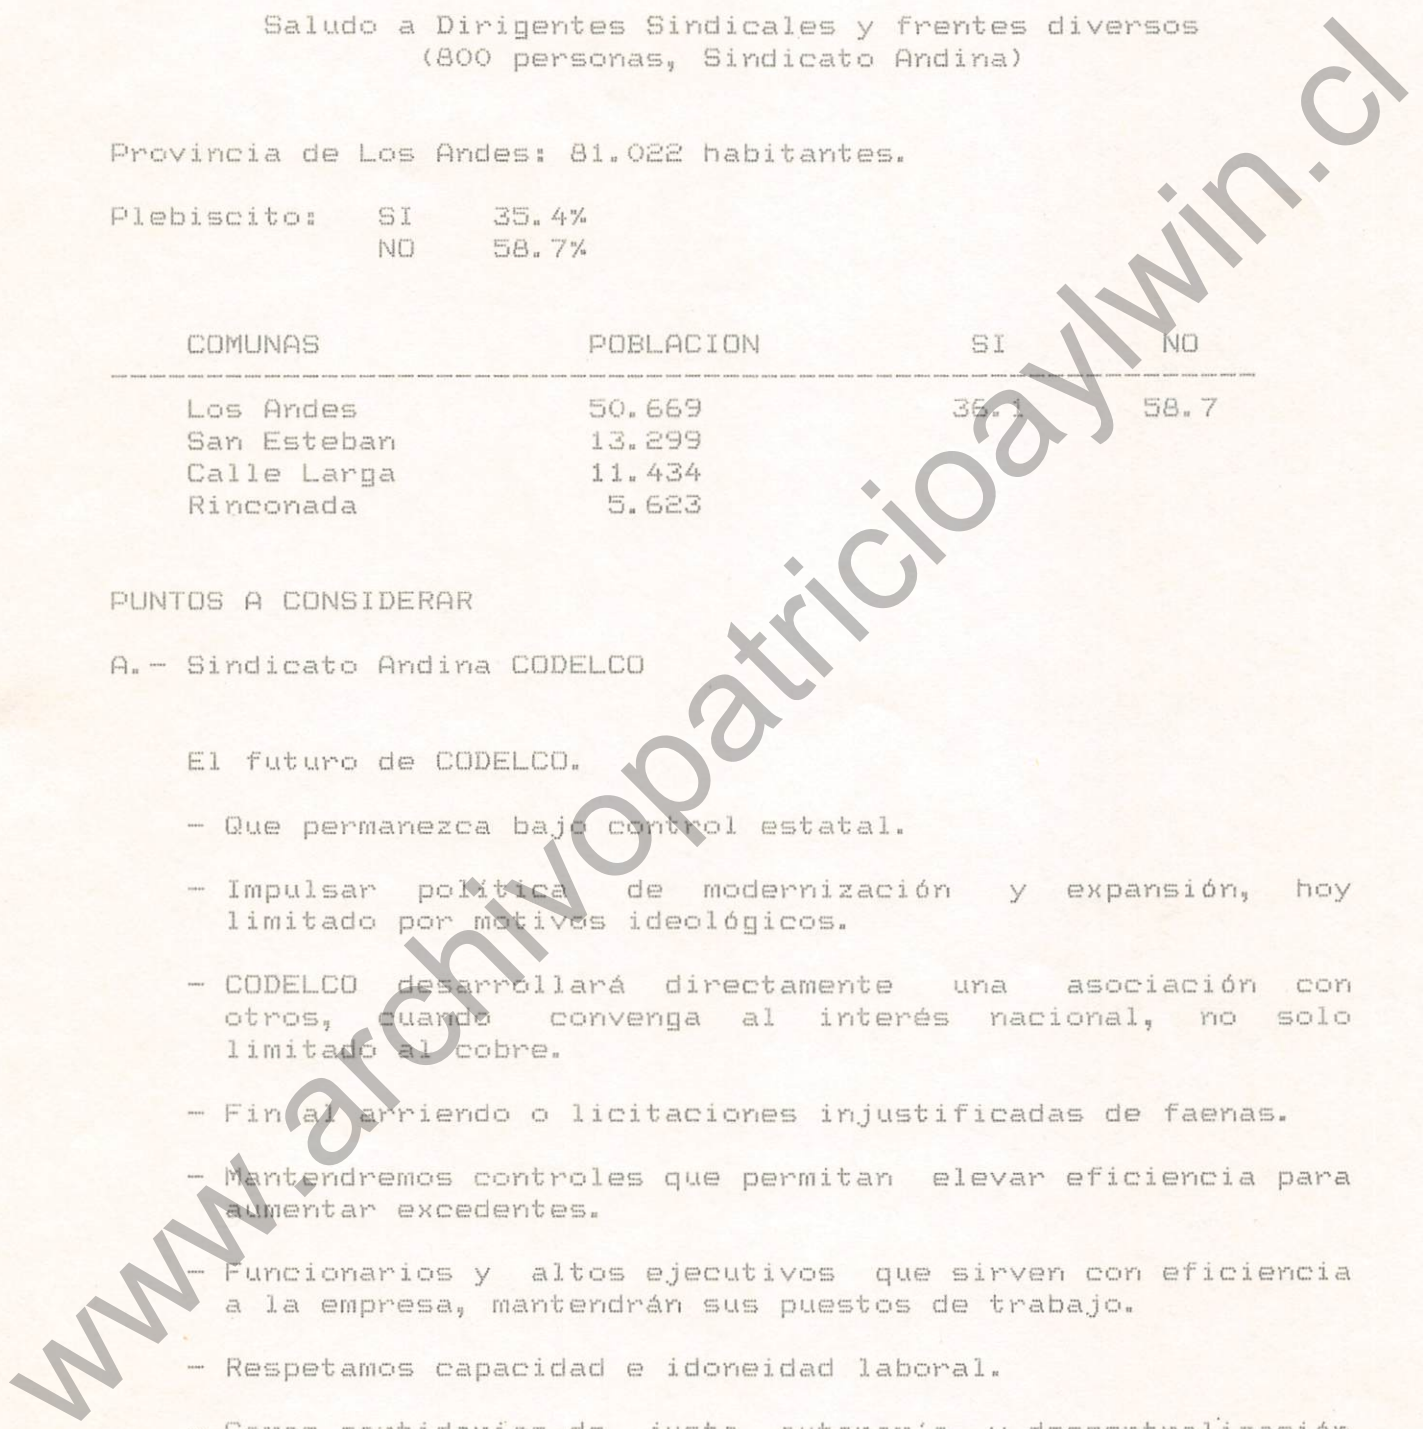 Saludo a Dirigentes Sindicales y frentes diversos
(800 personas, Sindicato Andina)
Provincia de Los Andes: 81.022 habitantes.
Plebiscito: SI 35.4%
NO 58.7%
COMUNAS POBLACION SI NO
Los Andes 50.669 36.1 58.7
San Esteban 13.299
Calle Larga 11.434
Rinconada 5.623
PUNTOS A CONSIDERAR
A.- Sindicato Andina CODELCO
El futuro de CODELCO.
- Que permanezca bajo control estatal.
- Impulsar política de modernización y expansión, hoy
limitado por motivos ideológicos.
- CODELCO desarrollará directamente una asociación con
otros, cuando convenga al interés nacional, no solo
limitado al cobre.
- Fin al arriendo o licitaciones injustificadas de faenas.
- Mantendremos controles que permitan elevar eficiencia para
aumentar excedentes.
- Funcionarios y altos ejecutivos que sirven con eficiencia
a la empresa, mantendrán sus puestos de trabajo.
- Respetamos capacidad e idoneidad laboral.
www.archivopatricioaylwin.cl